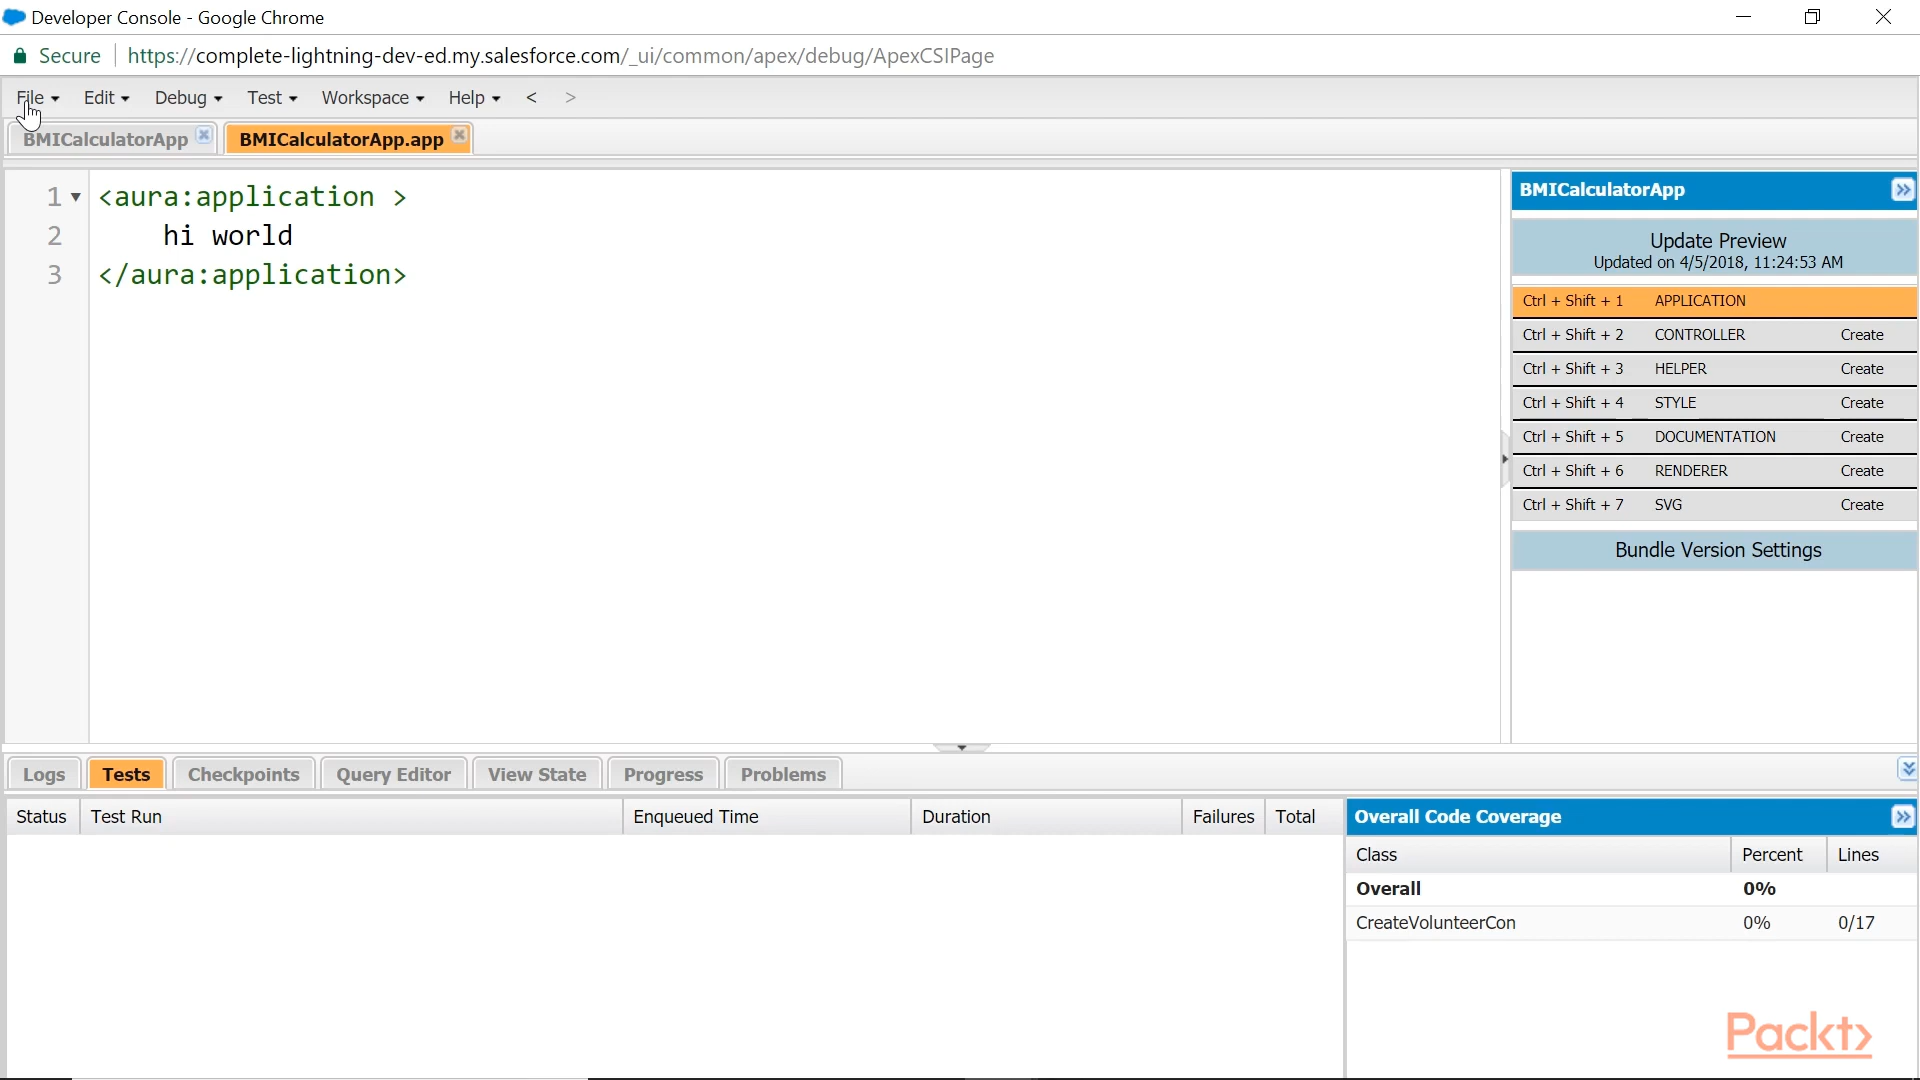 Developer Console - Google Chrome
Secure https://complete-lightning-dev-ed.my.salesforce.com/_ui/common/apex/debug/ApexCSIPage
File Edit Debug Test Workspace Help < >
BMICalculatorApp BMICalculatorApp.app
1 <aura:application >
2 hi world
3 </aura:application>
BMICalculatorApp
Update Preview
Updated on 4/5/2018, 11:24:53 AM
Ctrl + Shift + 1 APPLICATION
Ctrl + Shift + 2 CONTROLLER Create
Ctrl + Shift + 3 HELPER Create
Ctrl + Shift + 4 STYLE Create
Ctrl + Shift + 5 DOCUMENTATION Create
Ctrl + Shift + 6 RENDERER Create
Ctrl + Shift + 7 SVG Create
Bundle Version Settings
Logs Tests Checkpoints Query Editor View State Progress Problems
Status Test Run Enqueued Time Duration Failures Total
Overall Code Coverage
Class Percent Lines
Overall 0%
CreateVolunteerCon 0% 0/17
Packt>